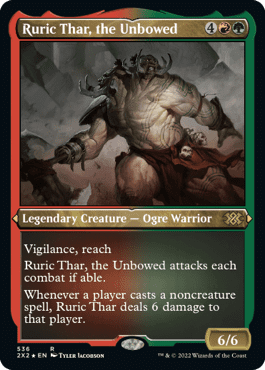 Ruric Thar, the Unbowed 4
Legendary Creature — Ogre Warrior
Vigilance, reach
Ruric Thar, the Unbowed attacks each
combat if able.
Whenever a player casts a noncreature
spell, Ruric Thar deals 6 damage to
that player.
6/6
536 R
2X2 ★ EN Tyler Jacobson
™ & © 2022 Wizards of the Coast